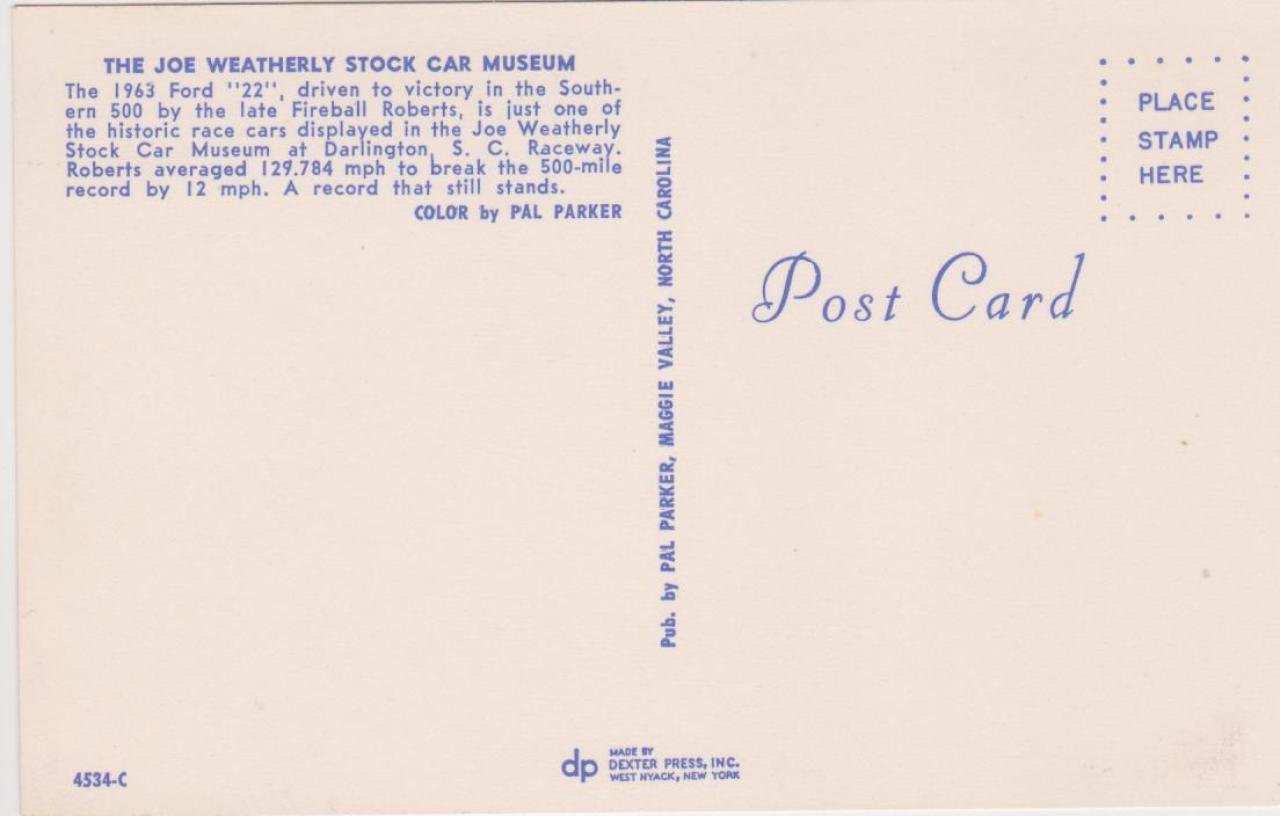 THE JOE WEATHERLY STOCK CAR MUSEUM
The 1963 Ford "22", driven to victory in the South-
ern 500 by the late Fireball Roberts, is just one of
the historic race cars displayed in the Joe Weatherly
Stock Car Museum at Darlington, S. C. Raceway.
Roberts averaged 129.784 mph to break the 500-mile
record by 12 mph. A record that still stands.
COLOR by PAL PARKER
Pub. by PAL PARKER, MAGGIE VALLEY, NORTH CAROLINA
PLACE
STAMP
HERE
Post Card
4534-C
dp
MADE BY
DEXTER PRESS, INC.
WEST NYACK, NEW YORK